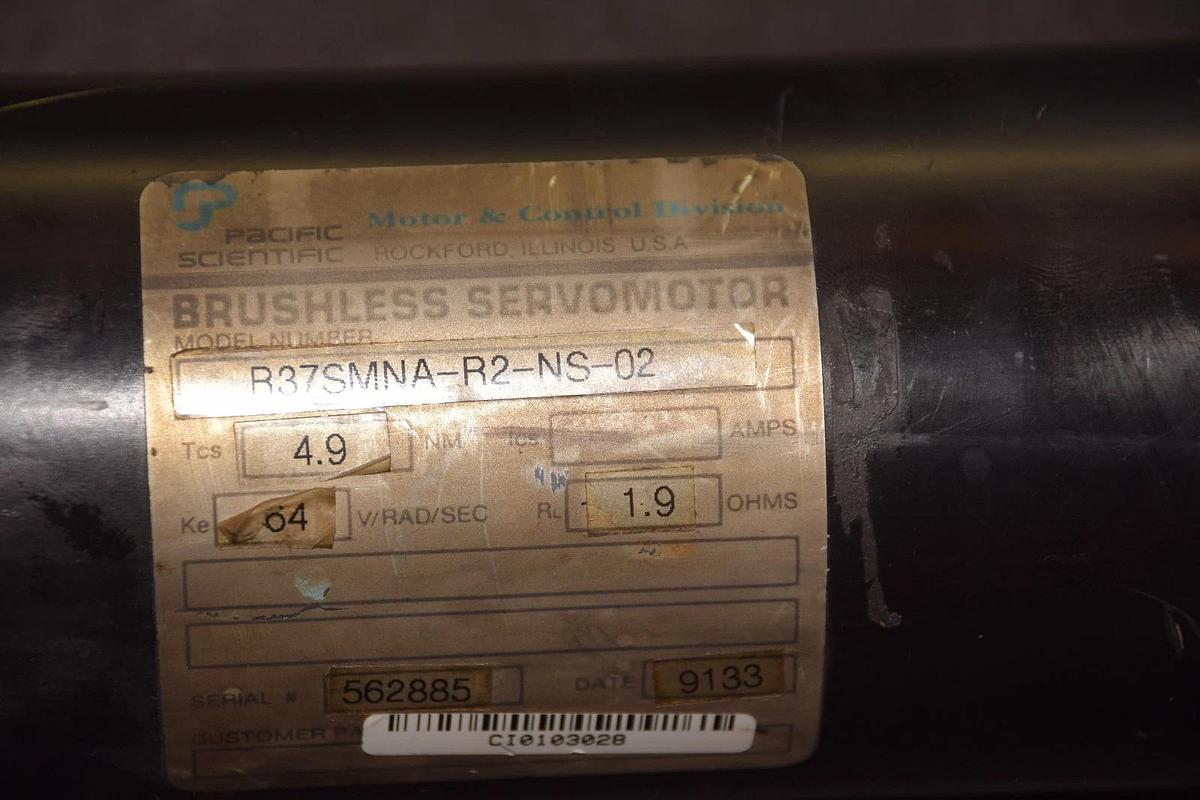 PACIFIC SCIENTIFIC
Motor & Control Division
ROCKFORD, ILLINOIS U.S.A
BRUSHLESS SERVOMOTOR
MODEL NUMBER
R37SMNA-R2-NS-02
Tcs 4.9 NM Ics AMPS
Ke 64 V/RAD/SEC RL 1.9 OHMS
SERIAL # 562885 DATE 9133
CUSTOMER
CI0103028